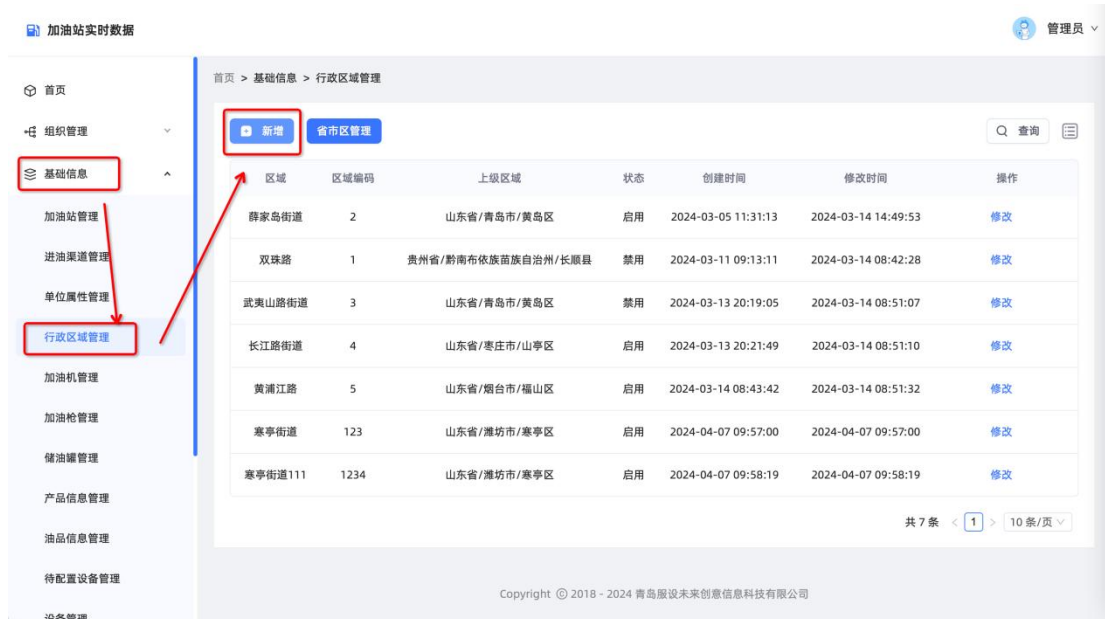 加油站实时数据
管理员
首页
组织管理
基础信息
加油站管理
进油渠道管理
单位属性管理
行政区域管理
加油机管理
加油枪管理
储油罐管理
产品信息管理
油品信息管理
待配置设备管理
设备管理
首页 > 基础信息 > 行政区域管理
新增 省市区管理 查询
区域 区域编码 上级区域 状态 创建时间 修改时间 操作
薛家岛街道 2 山东省/青岛市/黄岛区 启用 2024-03-05 11:31:13 2024-03-14 14:49:53 修改
双珠路 1 贵州省/黔南布依族苗族自治州/长顺县 禁用 2024-03-11 09:13:11 2024-03-14 08:42:28 修改
武夷山路街道 3 山东省/青岛市/黄岛区 禁用 2024-03-13 20:19:05 2024-03-14 08:51:07 修改
长江路街道 4 山东省/枣庄市/山亭区 启用 2024-03-13 20:21:49 2024-03-14 08:51:10 修改
黄浦江路 5 山东省/烟台市/福山区 启用 2024-03-14 08:43:42 2024-03-14 08:51:32 修改
寒亭街道 123 山东省/潍坊市/寒亭区 启用 2024-04-07 09:57:00 2024-04-07 09:57:00 修改
寒亭街道111 1234 山东省/潍坊市/寒亭区 启用 2024-04-07 09:58:19 2024-04-07 09:58:19 修改
共 7 条 < 1 > 10 条/页
Copyright © 2018 - 2024 青岛服设未来创意信息科技有限公司